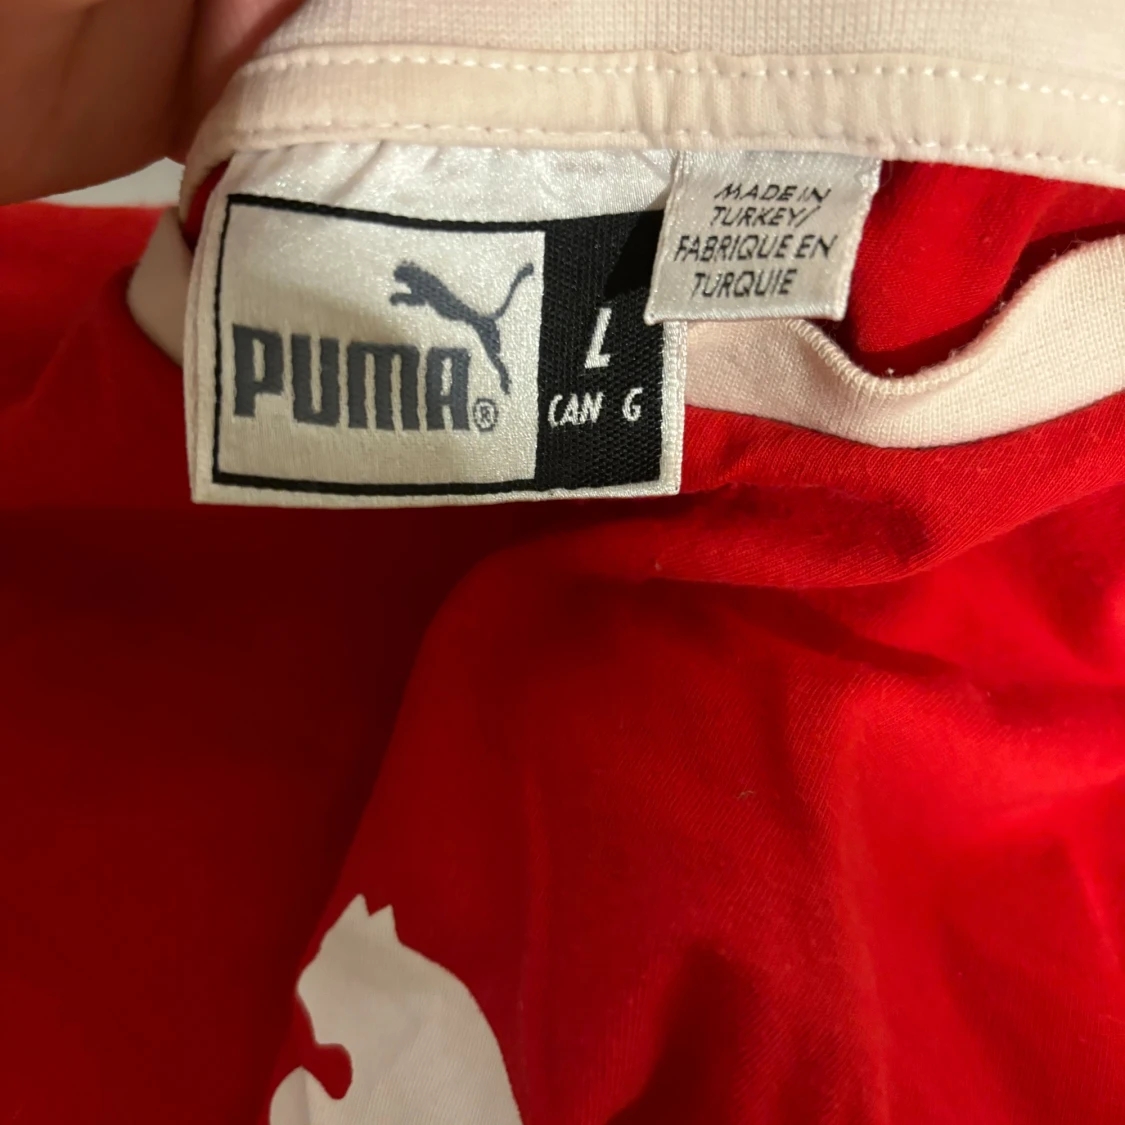 PUMA®
L
CAN G
MADE IN
TURKEY/
FABRIQUE EN
TURQUIE